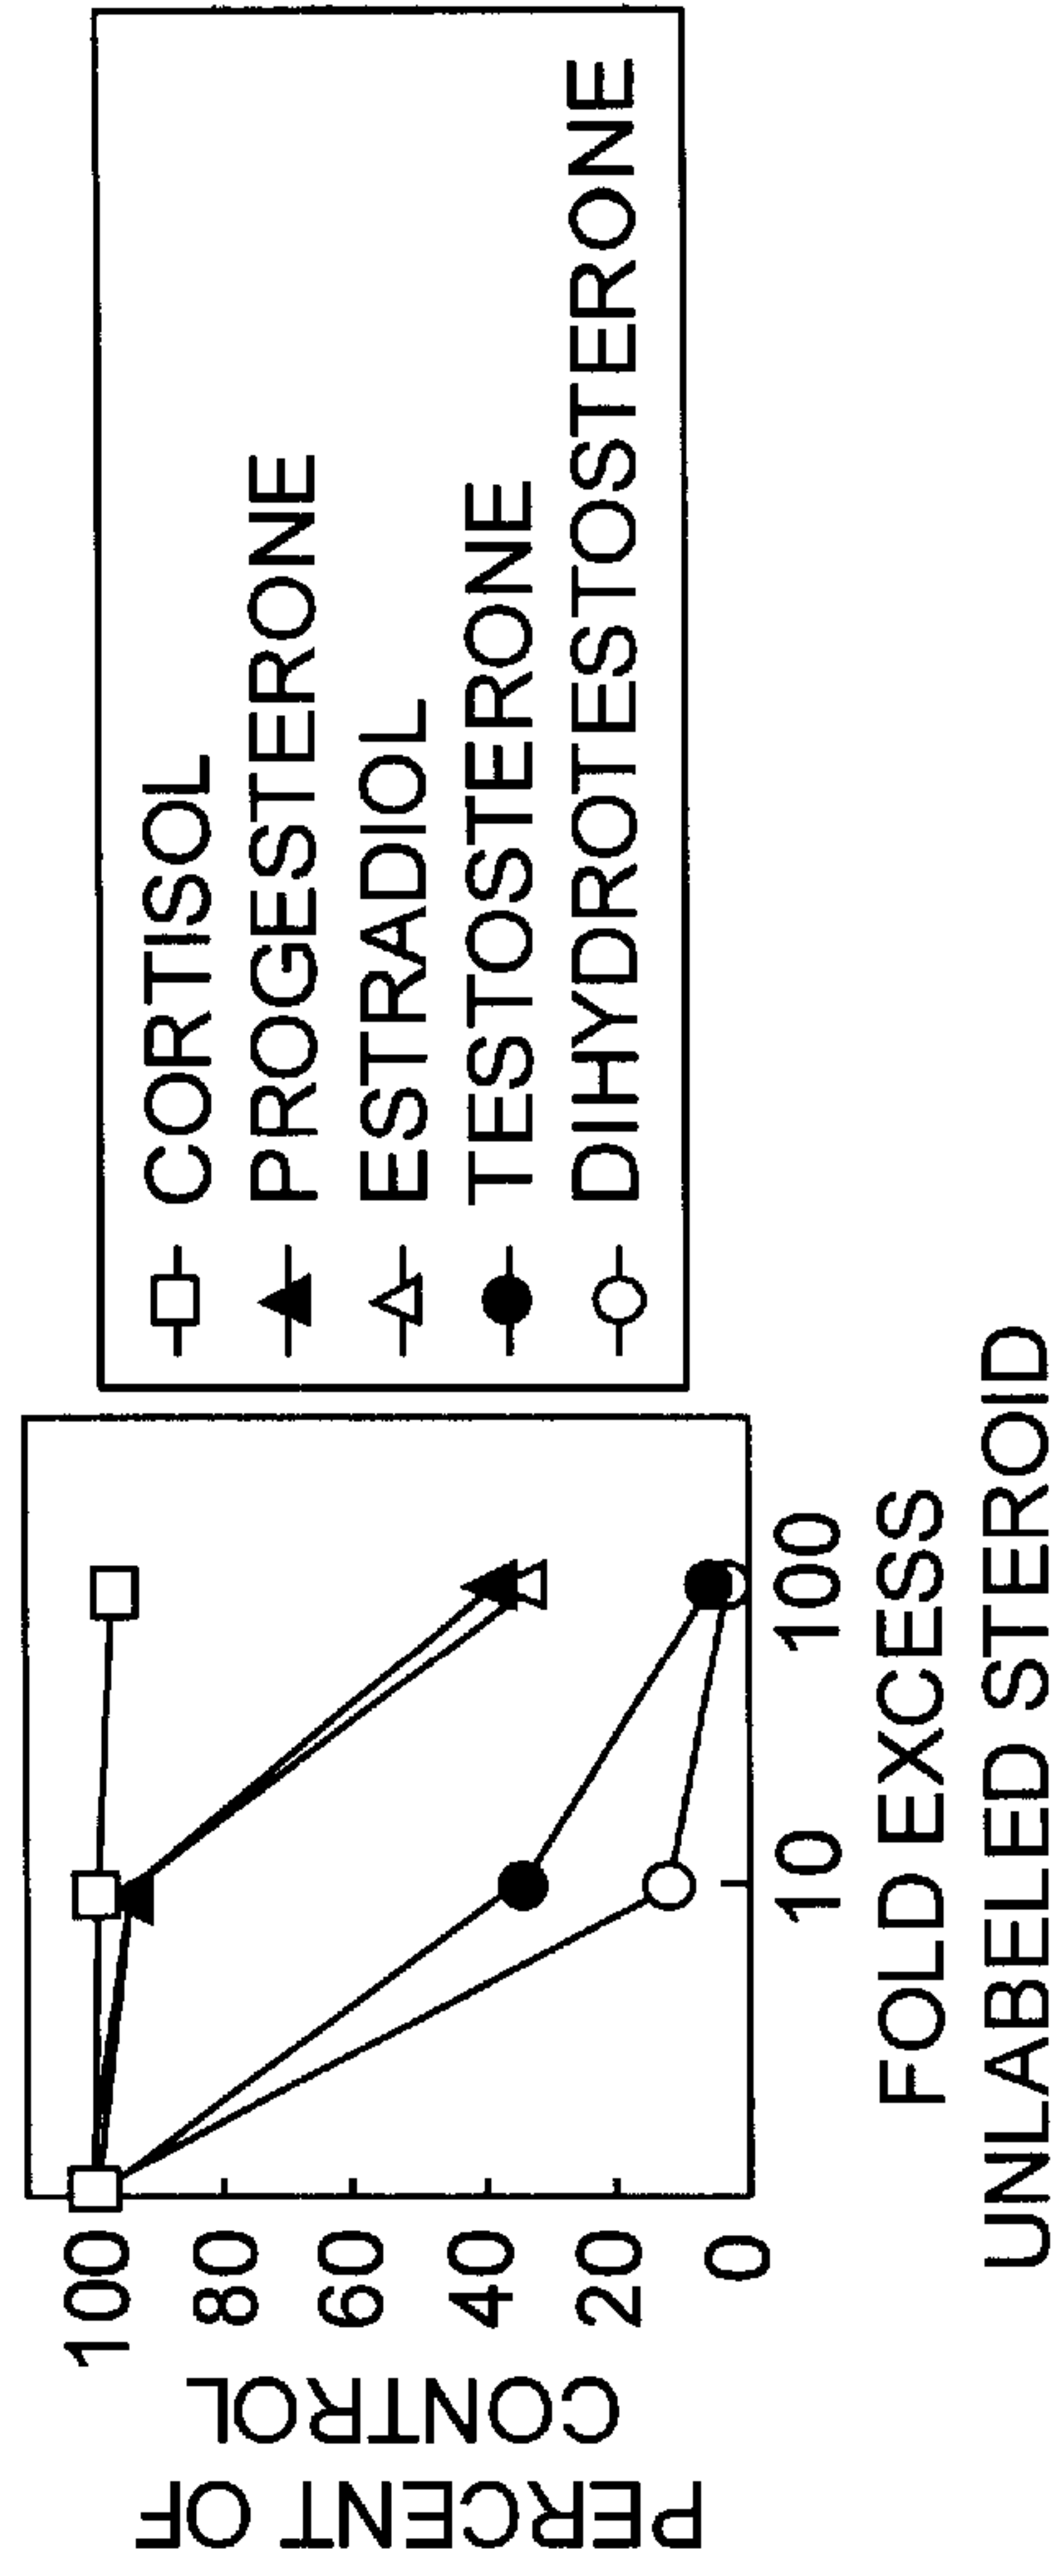 PERCENT OF
CONTROL
100
80
60
40
20
0
10
100
FOLD EXCESS
UNLABELED STEROID
CORTISOL
PROGESTERONE
ESTRADIOL
TESTOSTERONE
DIHYDROTESTOSTERONE